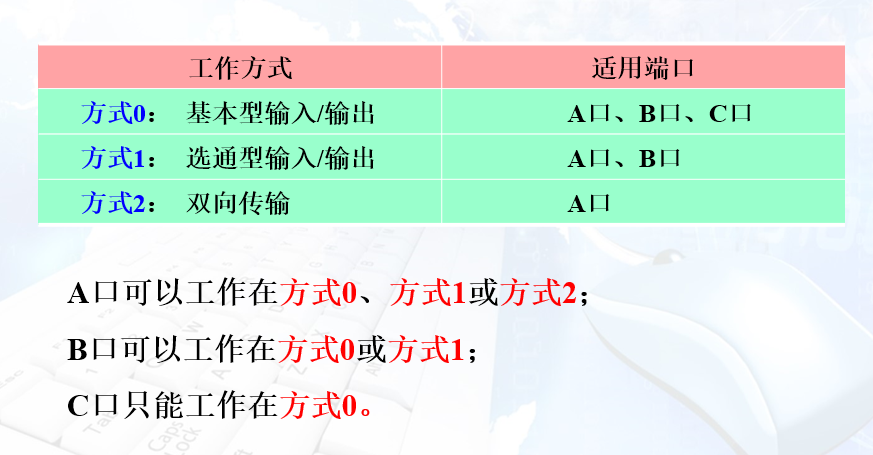 工作方式 适用端口
方式0： 基本型输入/输出 A口、B口、C口
方式1： 选通型输入/输出 A口、B口
方式2： 双向传输 A口
A口可以工作在方式0、方式1或方式2；
B口可以工作在方式0或方式1；
C口只能工作在方式0。